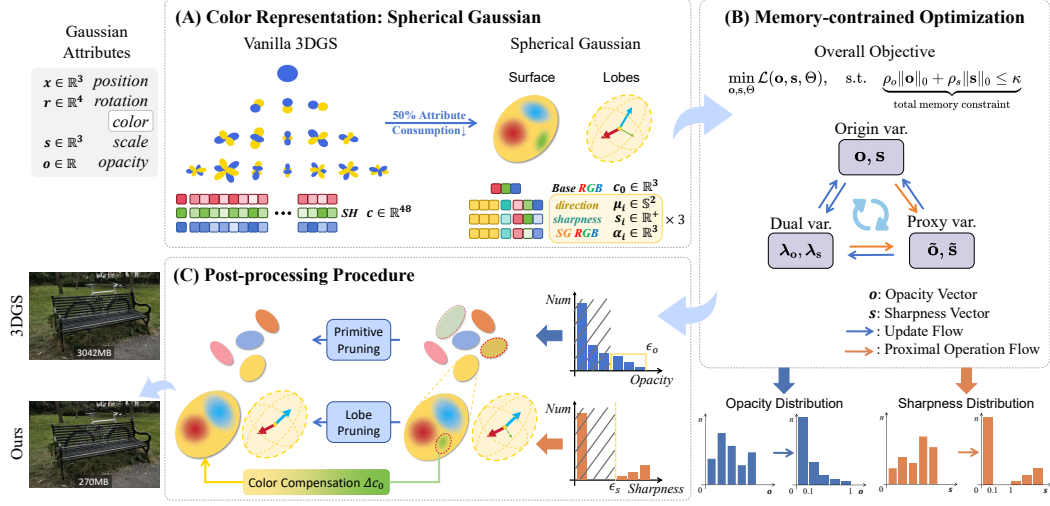 Gaussian
Attributes
x ∈ ℝ³ position
r ∈ ℝ⁴ rotation
color
s ∈ ℝ³ scale
o ∈ ℝ opacity
(A) Color Representation: Spherical Gaussian
Vanilla 3DGS
Spherical Gaussian
50% Attribute
Consumption↓
Surface
Lobes
SH c ∈ ℝ⁴⁸
Base RGB c₀ ∈ ℝ³
direction μᵢ ∈ 𝕊²
sharpness sᵢ ∈ ℝ⁺
SG RGB αᵢ ∈ ℝ³
× 3
(B) Memory-contrained Optimization
Overall Objective
min o,s,Θ ℒ(o, s, Θ), s.t. ρₒ‖o‖₀ + ρₛ‖s‖₀ ≤ κ
total memory constraint
Origin var.
o, s
Dual var.
λₒ, λₛ
Proxy var.
õ, s̃
o: Opacity Vector
s: Sharpness Vector
: Update Flow
: Proximal Operation Flow
Opacity Distribution
n
0
o
n
0
0.1
1
o
Sharpness Distribution
n
0
s
n
0
0.1
1
s
(C) Post-processing Procedure
Primitive
Pruning
Num
ϵₒ
Opacity
Lobe
Pruning
Num
ϵₛ
Sharpness
Color Compensation Δc₀
3DGS
3042MB
Ours
270MB